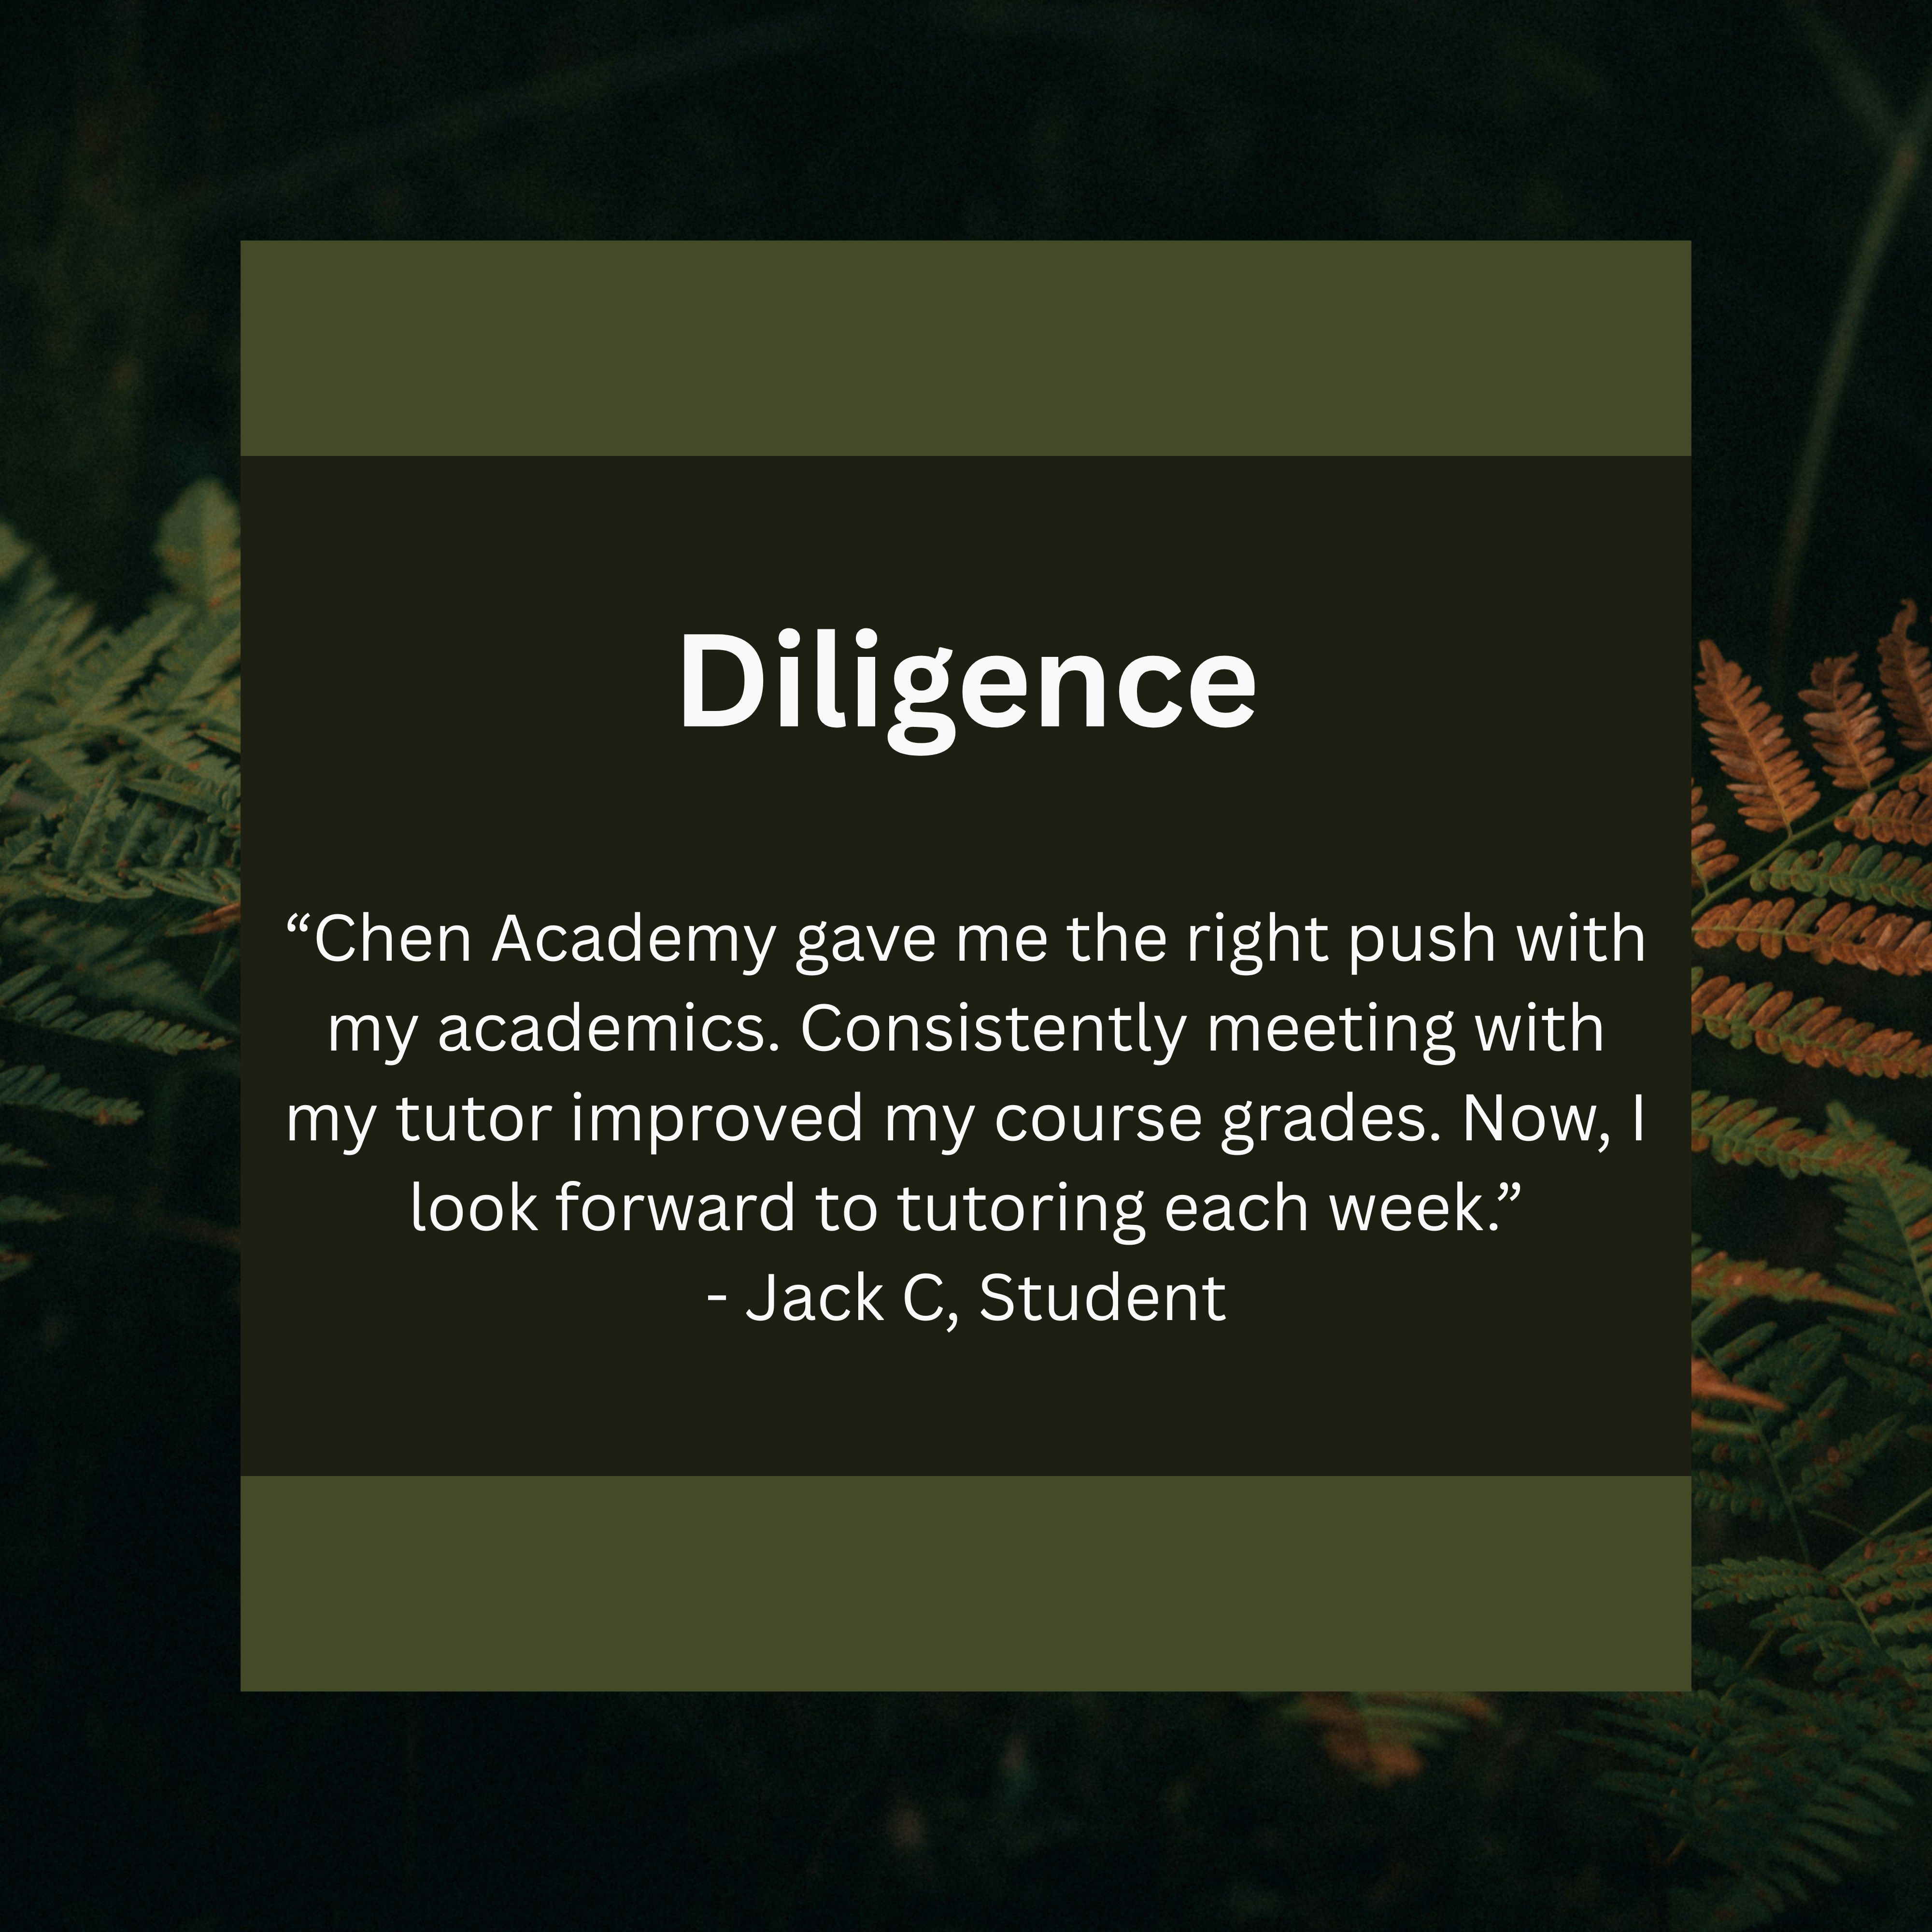 Diligence
“Chen Academy gave me the right push with
my academics. Consistently meeting with
my tutor improved my course grades. Now, I
look forward to tutoring each week.”
- Jack C, Student